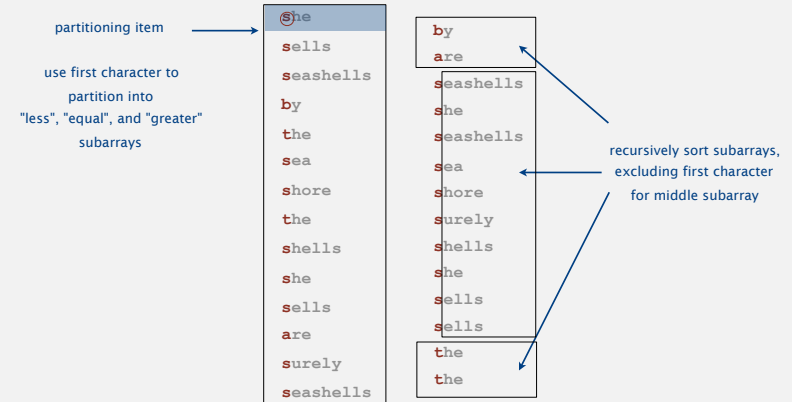 partitioning item
use first character to
partition into
"less", "equal", and "greater"
subarrays
she
sells
seashells
by
the
sea
shore
the
shells
she
sells
are
surely
seashells
by
are
seashells
she
seashells
sea
shore
surely
shells
she
sells
sells
the
the
recursively sort subarrays,
excluding first character
for middle subarray